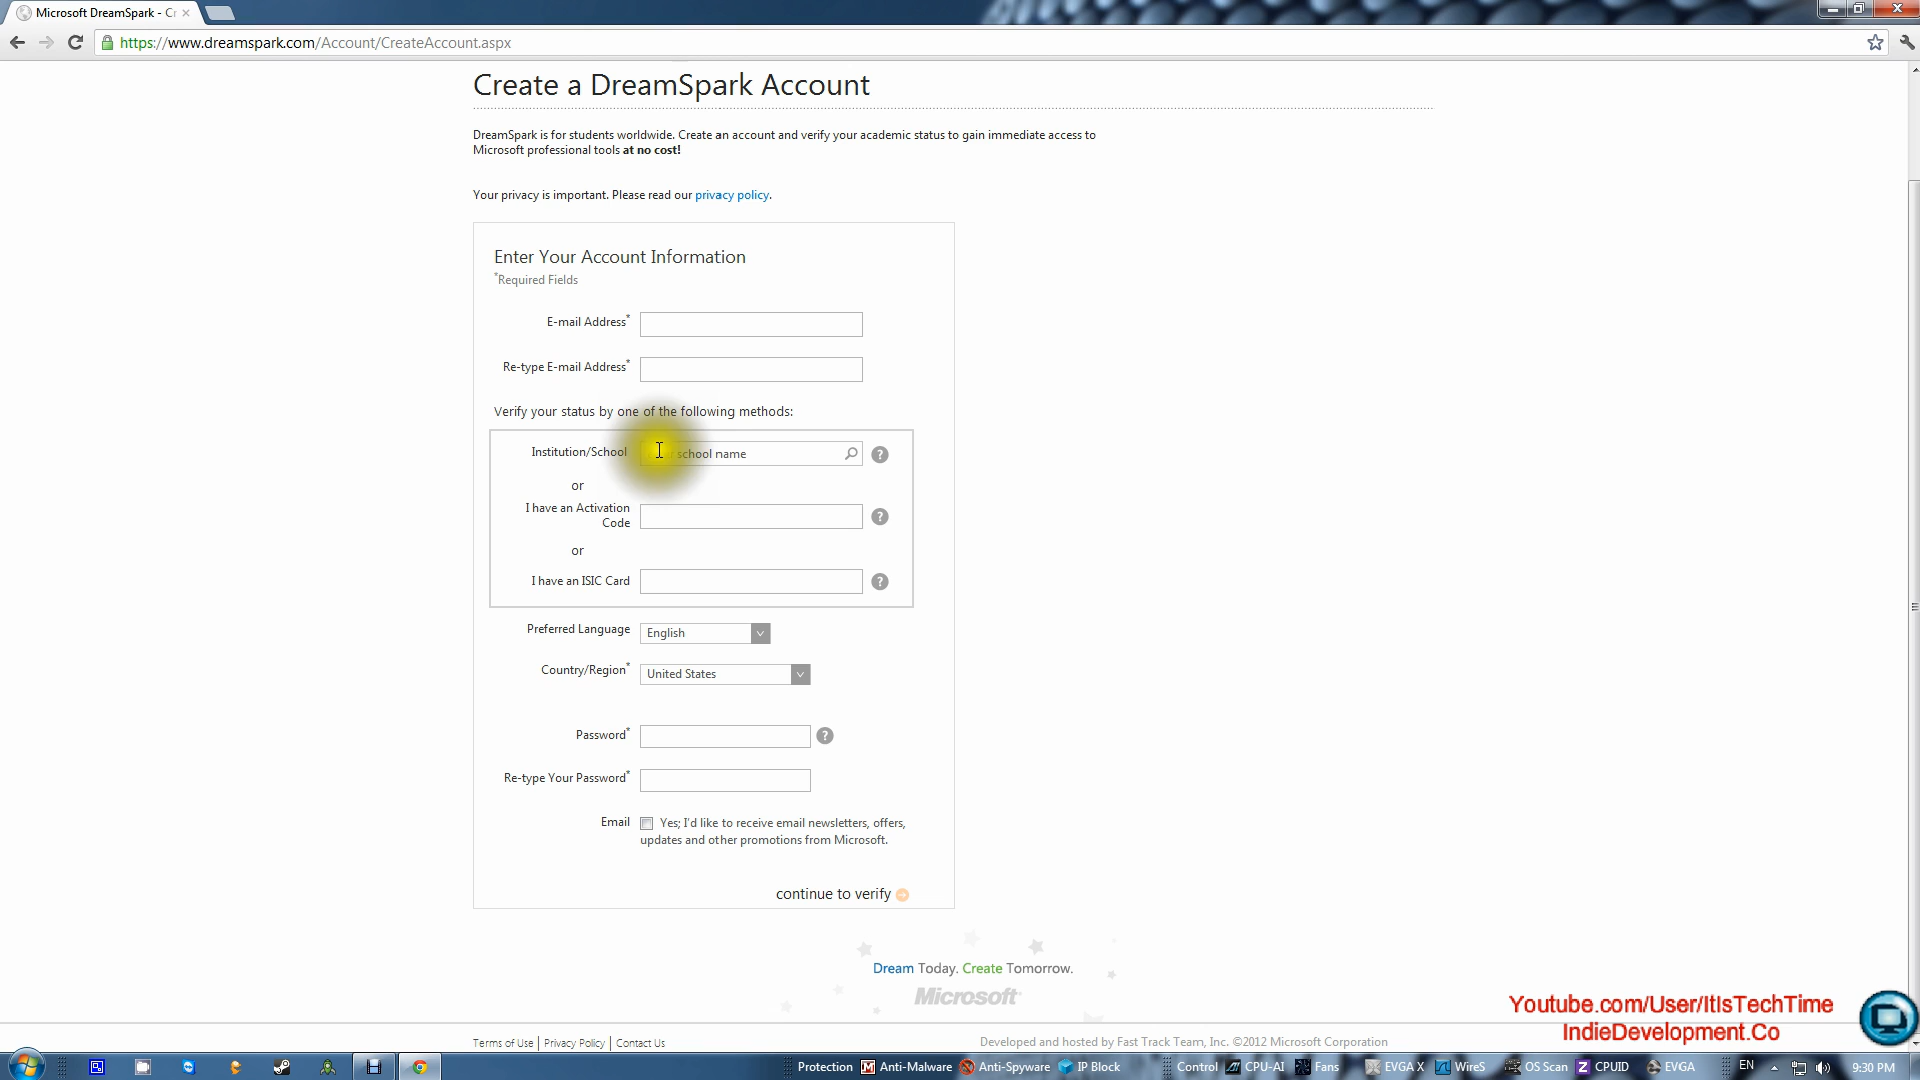 Microsoft DreamSpark - Cr
https://www.dreamspark.com/Account/CreateAccount.aspx
Create a DreamSpark Account
DreamSpark is for students worldwide. Create an account and verify your academic status to gain immediate access to
Microsoft professional tools at no cost!
Your privacy is important. Please read our privacy policy.
Enter Your Account Information
*Required Fields
E-mail Address*
Re-type E-mail Address*
Verify your status by one of the following methods:
Institution/School
school name
?
or
I have an Activation
Code
?
or
I have an ISIC Card
?
Preferred Language
English
Country/Region*
United States
Password*
?
Re-type Your Password*
Email
Yes; I'd like to receive email newsletters, offers,
updates and other promotions from Microsoft.
continue to verify
Dream Today. Create Tomorrow.
Microsoft
Youtube.com/User/ItIsTechTime
IndieDevelopment.Co
Terms of Use | Privacy Policy | Contact Us
Developed and hosted by Fast Track Team, Inc. ©2012 Microsoft Corporation
Protection
Anti-Malware
Anti-Spyware
IP Block
Control
CPU-AI
Fans
EVGA X
WireS
OS Scan
CPUID
EVGA
EN
9:30 PM